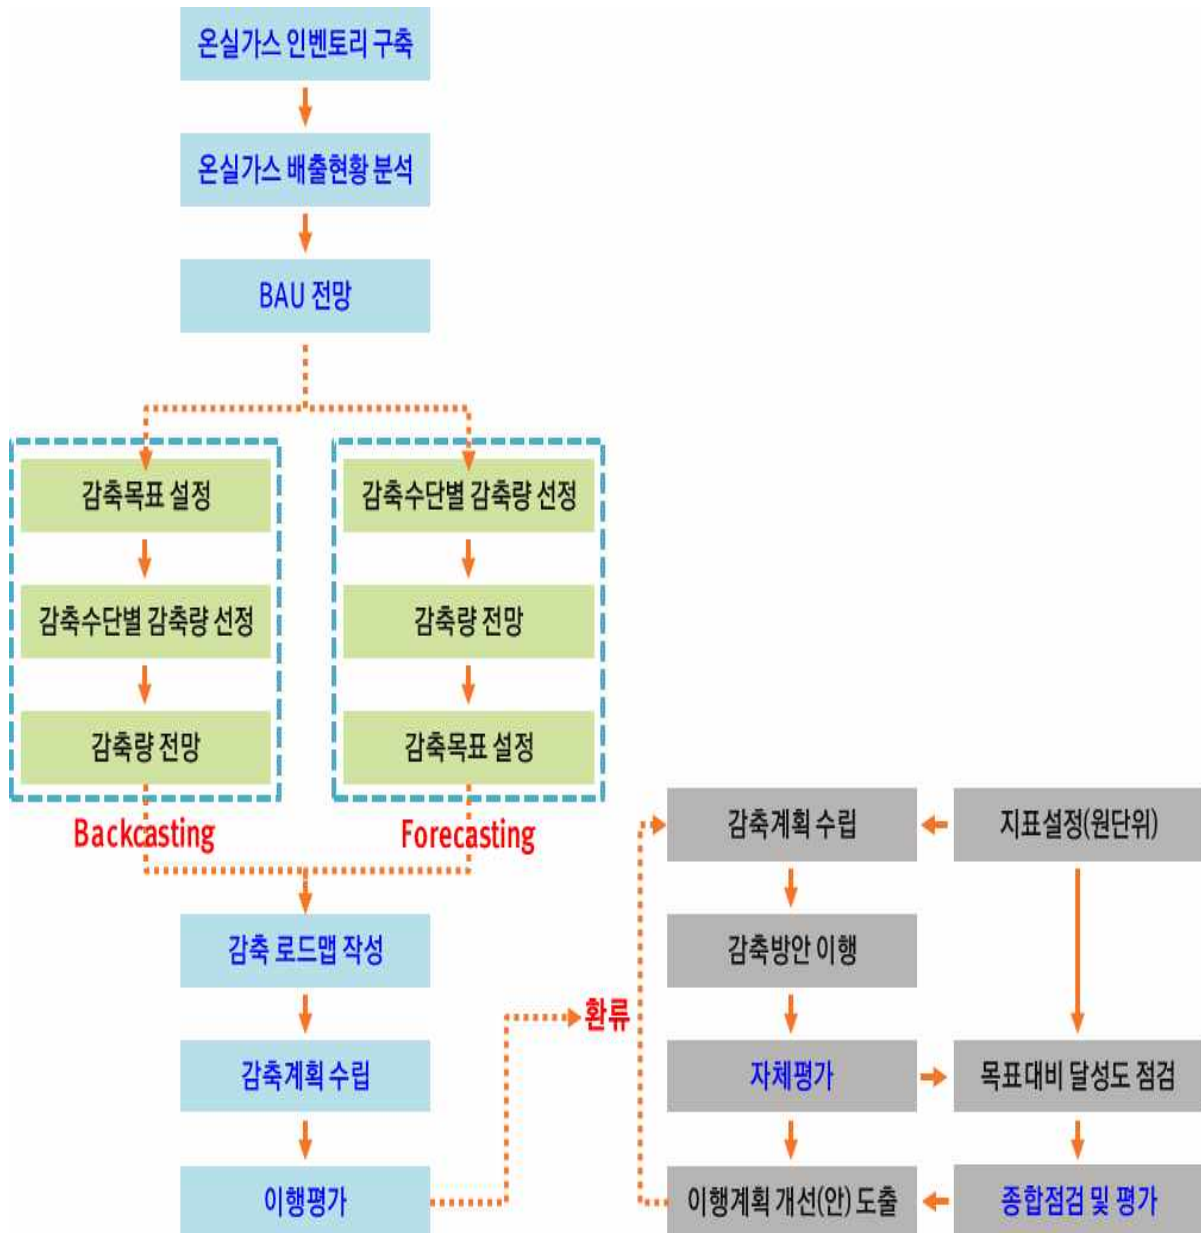 온실가스 인벤토리 구축
온실가스 배출현황 분석
BAU 전망
감축목표 설정
감축수단별 감축량 선정
감축량 전망
Backcasting
감축수단별 감축량 선정
감축량 전망
감축목표 설정
Forecasting
감축 로드맵 작성
감축계획 수립
이행평가
환류
감축계획 수립
지표설정(원단위)
감축방안 이행
자체평가
목표대비 달성도 점검
이행계획 개선(안) 도출
종합점검 및 평가